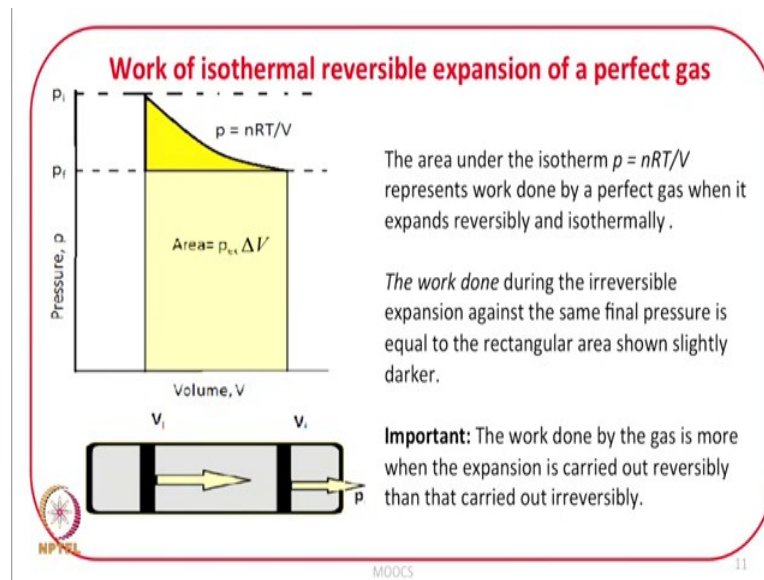 Work of isothermal reversible expansion of a perfect gas
pi
p = nRT/V
pf
Pressure, p
Area= pex ΔV
Volume, V
The area under the isotherm p = nRT/V
represents work done by a perfect gas when it
expands reversibly and isothermally .
The work done during the irreversible
expansion against the same final pressure is
equal to the rectangular area shown slightly
darker.
Important: The work done by the gas is more
when the expansion is carried out reversibly
than that carried out irreversibly.
Vi
p
NPTEL
MOOCS
11